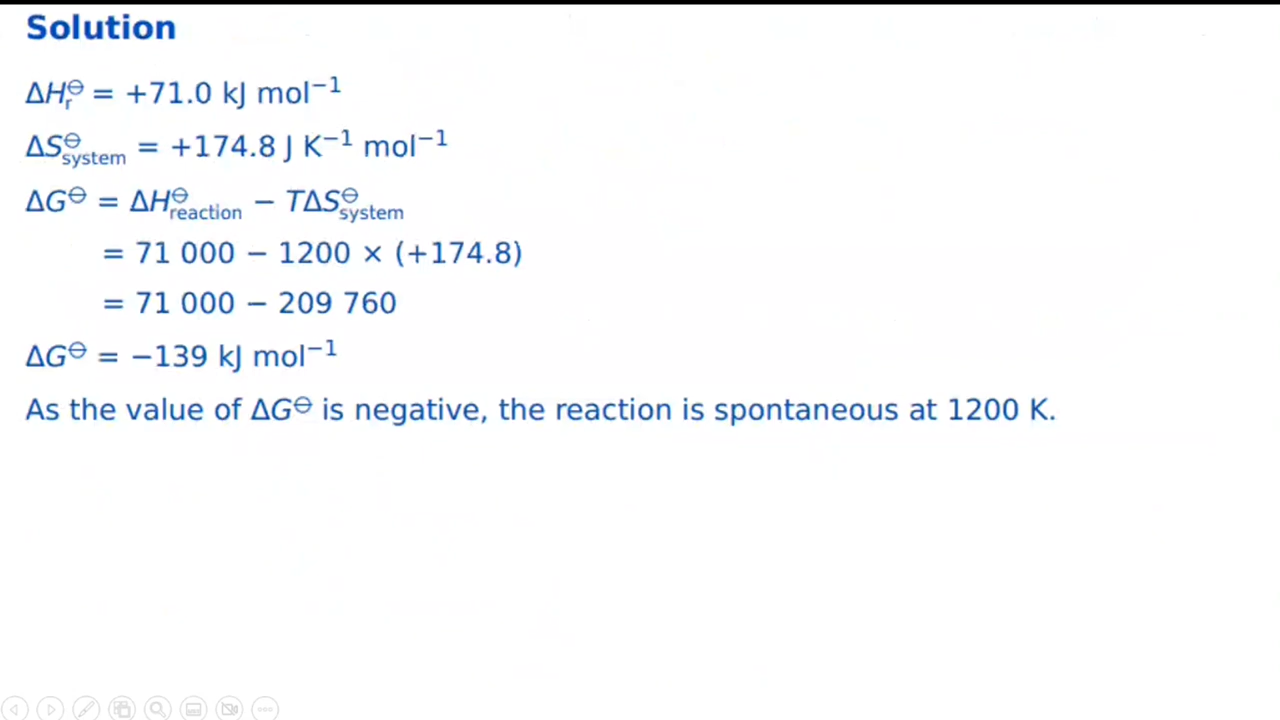 Solution
ΔH⦵r = +71.0 kJ mol⁻¹
ΔS⦵system = +174.8 J K⁻¹ mol⁻¹
ΔG⦵ = ΔH⦵reaction − TΔS⦵system
= 71 000 − 1200 × (+174.8)
= 71 000 − 209 760
ΔG⦵ = −139 kJ mol⁻¹
As the value of ΔG⦵ is negative, the reaction is spontaneous at 1200 K.